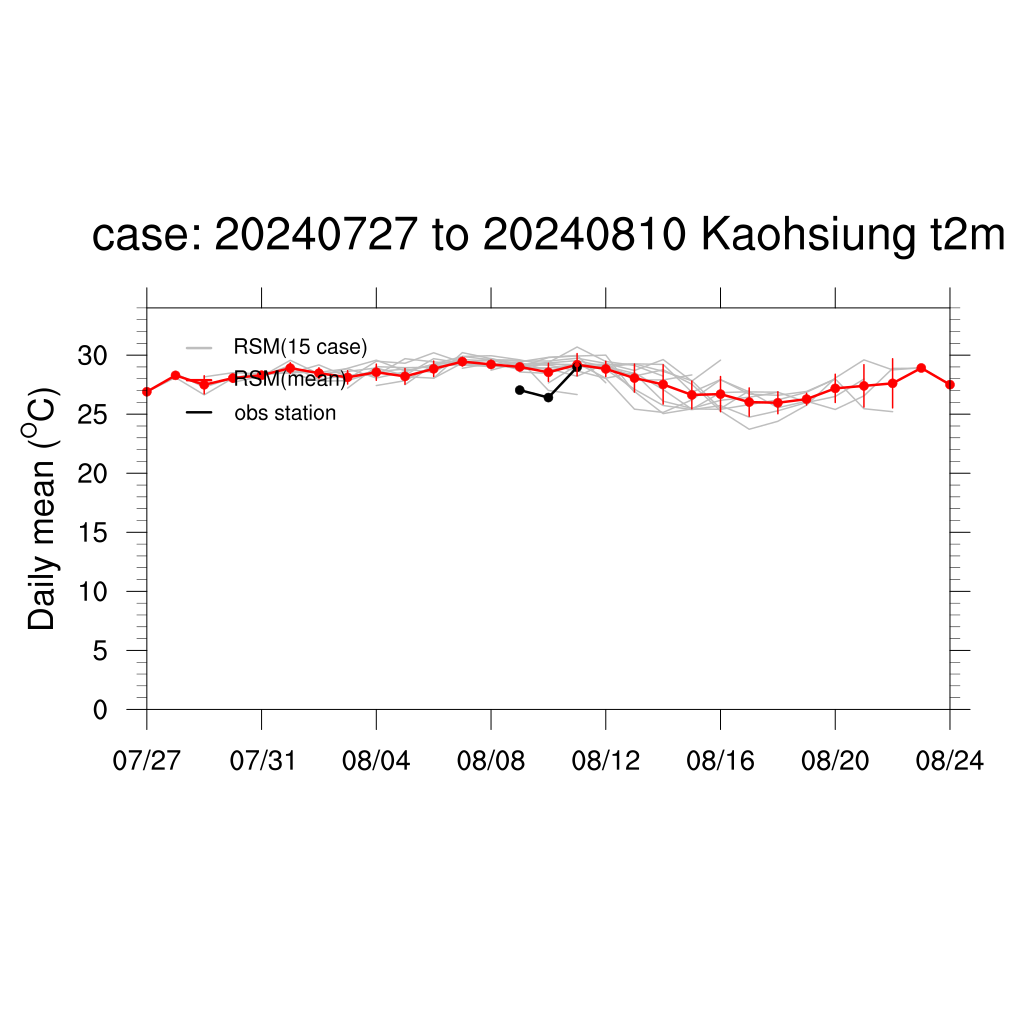 case: 20240727 to 20240810 Kaohsiung t2m
RSM(15 case)
RSM(mean)
obs station
Daily mean (°C)
30
25
20
15
10
5
0
07/27 07/31 08/04 08/08 08/12 08/16 08/20 08/24